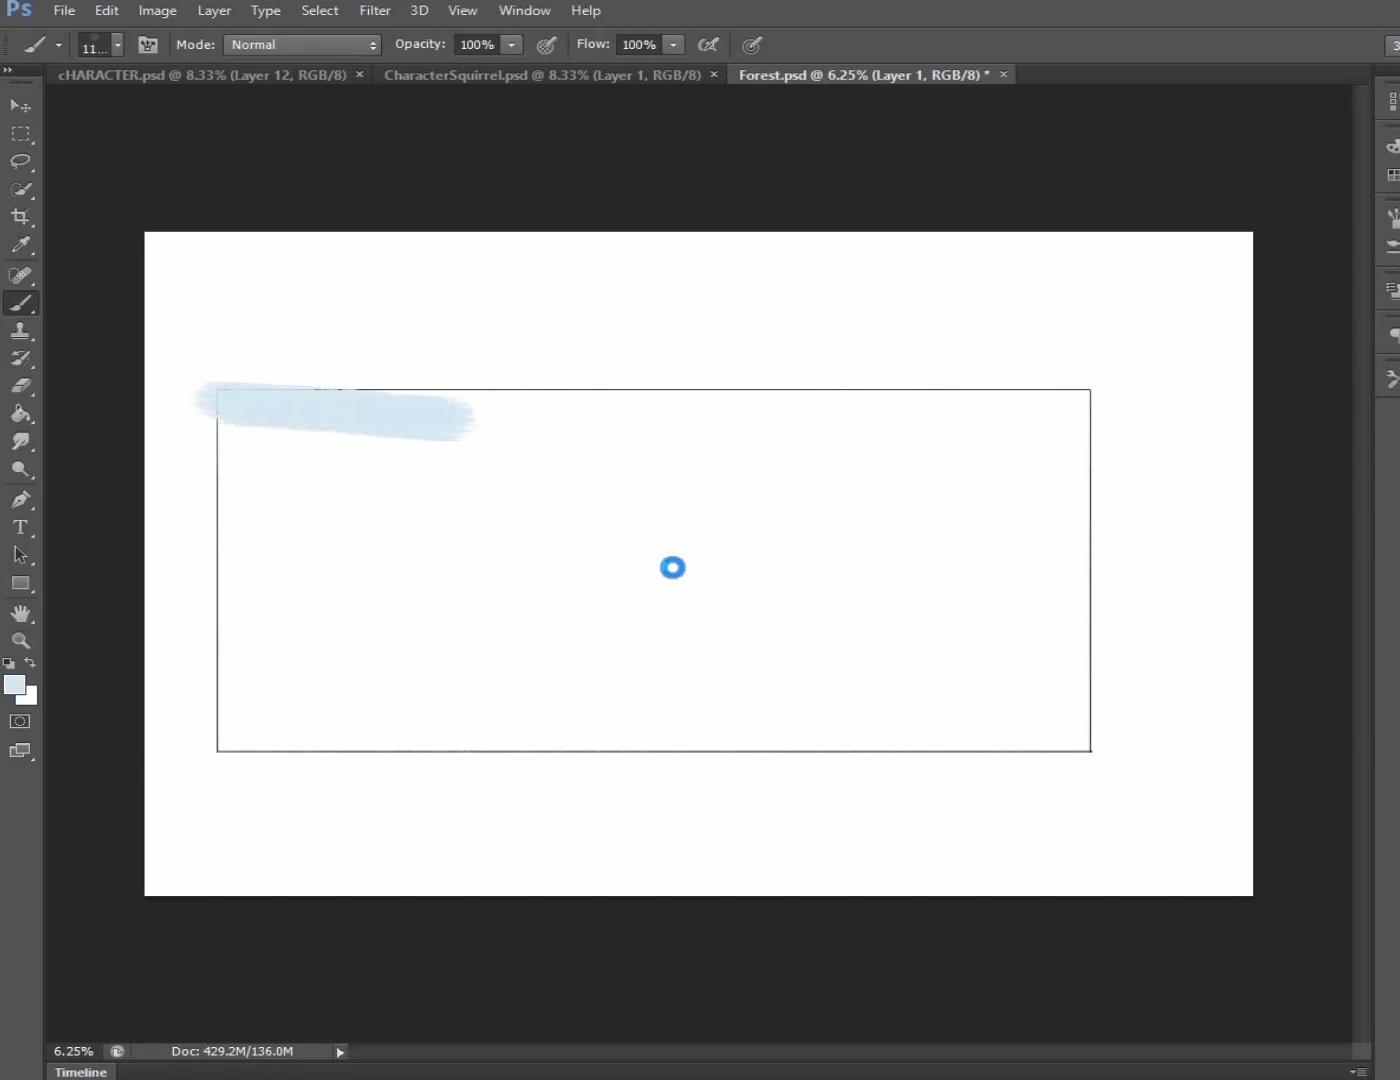 Ps File Edit Image Layer Type Select Filter 3D View Window Help
11... Mode: Normal Opacity: 100% Flow: 100% 3
cHARACTER.psd @ 8.33% (Layer 12, RGB/8) × CharacterSquirrel.psd @ 8.33% (Layer 1, RGB/8) × Forest.psd @ 6.25% (Layer 1, RGB/8) * ×
T
6.25% Doc: 429.2M/136.0M
Timeline